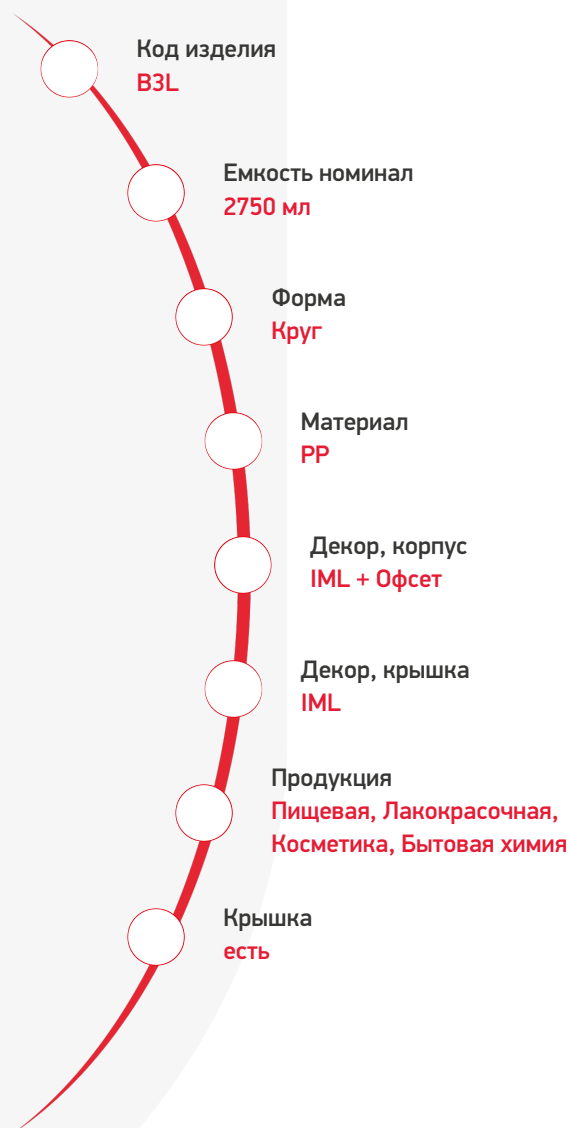 Код изделия
B3L
Емкость номинал
2750 мл
Форма
Круг
Материал
PP
Декор, корпус
IML + Офсет
Декор, крышка
IML
Продукция
Пищевая, Лакокрасочная,
Косметика, Бытовая химия
Крышка
есть